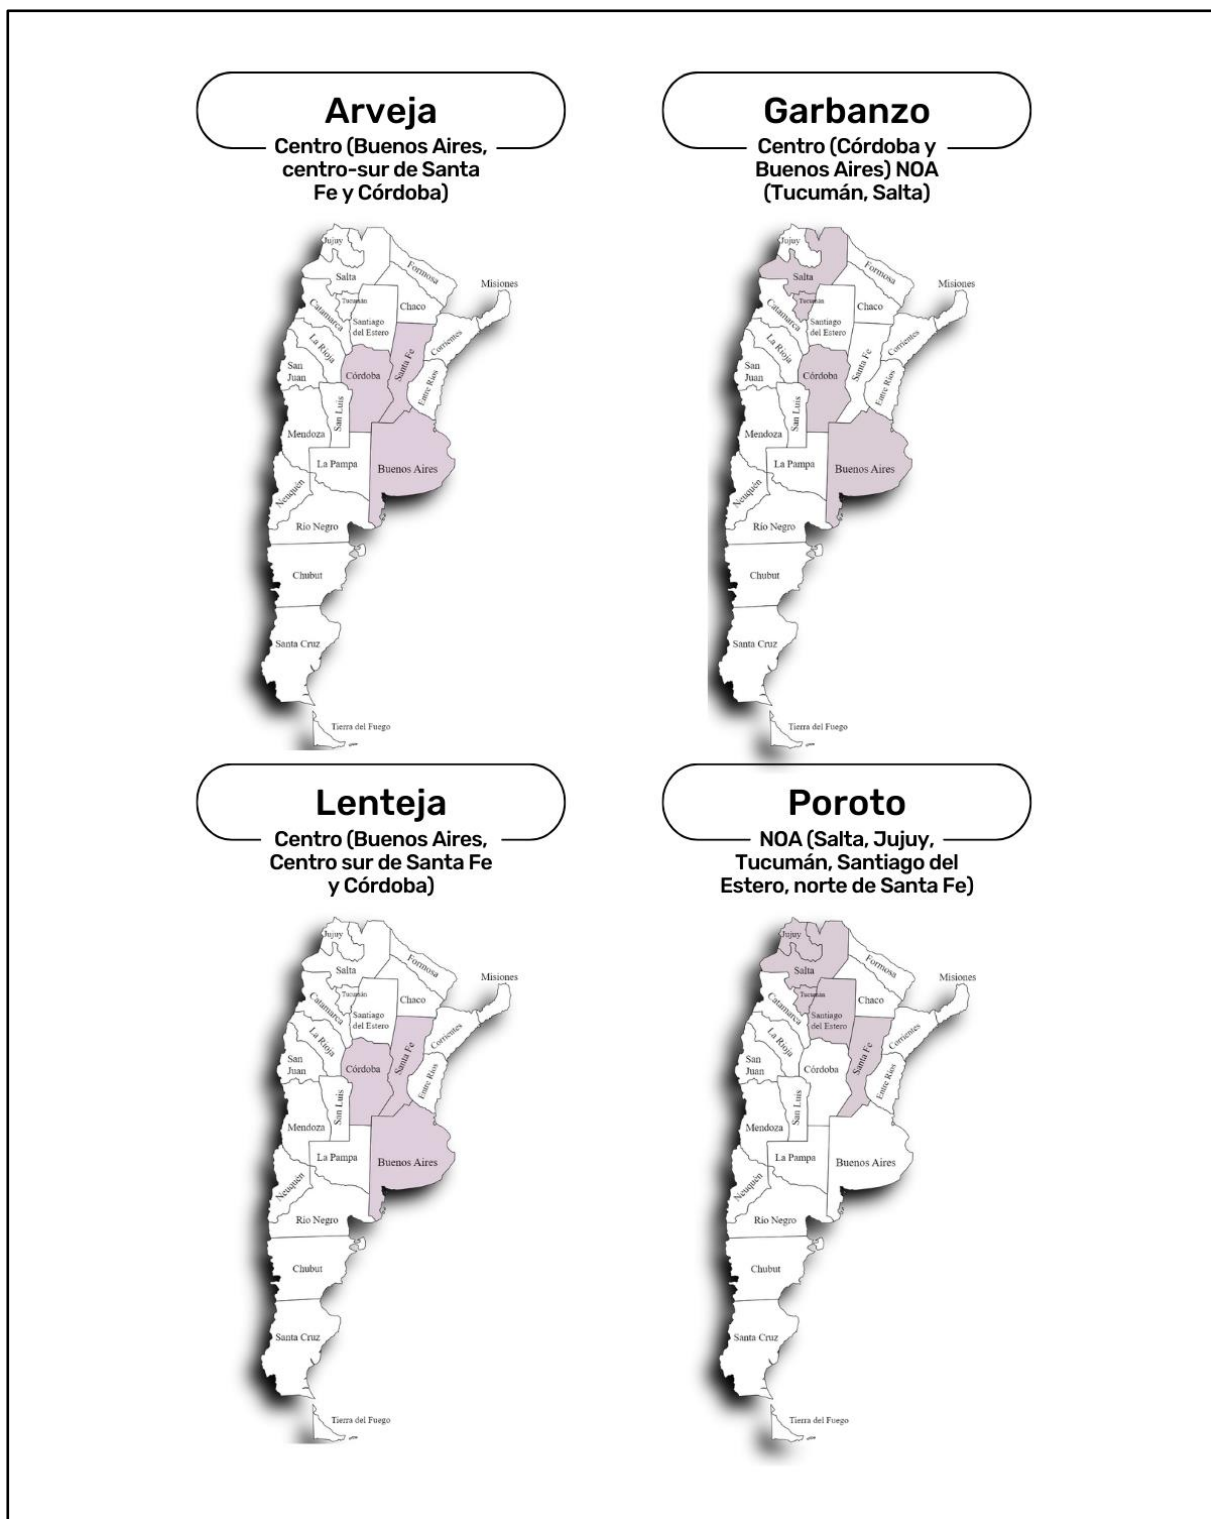 Arveja
Centro (Buenos Aires,
centro-sur de Santa
Fe y Córdoba)
Jujuy
Salta
Formosa
Misiones
Tucumán
Catamarca
Santiago
del Estero
Chaco
La Rioja
Santa Fe
Corrientes
San
Juan
Córdoba
Entre Ríos
San Luis
Mendoza
La Pampa
Buenos Aires
Neuquén
Río Negro
Chubut
Santa Cruz
Tierra del Fuego
Garbanzo
Centro (Córdoba y
Buenos Aires) NOA
(Tucumán, Salta)
Jujuy
Salta
Formosa
Misiones
Tucumán
Catamarca
Santiago
del Estero
Chaco
La Rioja
Santa Fe
Corrientes
San
Juan
Córdoba
Entre Ríos
San Luis
Mendoza
La Pampa
Buenos Aires
Neuquén
Río Negro
Chubut
Santa Cruz
Tierra del Fuego
Lenteja
Centro (Buenos Aires,
Centro sur de Santa Fe
y Córdoba)
Jujuy
Salta
Formosa
Misiones
Tucumán
Catamarca
Santiago
del Estero
Chaco
La Rioja
Santa Fe
Corrientes
San
Juan
Córdoba
Entre Ríos
San Luis
Mendoza
La Pampa
Buenos Aires
Neuquén
Río Negro
Chubut
Santa Cruz
Tierra del Fuego
Poroto
NOA (Salta, Jujuy,
Tucumán, Santiago del
Estero, norte de Santa Fe)
Jujuy
Salta
Formosa
Misiones
Tucumán
Catamarca
Santiago
del Estero
Chaco
La Rioja
Santa Fe
Corrientes
San
Juan
Córdoba
Entre Ríos
San Luis
Mendoza
La Pampa
Buenos Aires
Neuquén
Río Negro
Chubut
Santa Cruz
Tierra del Fuego